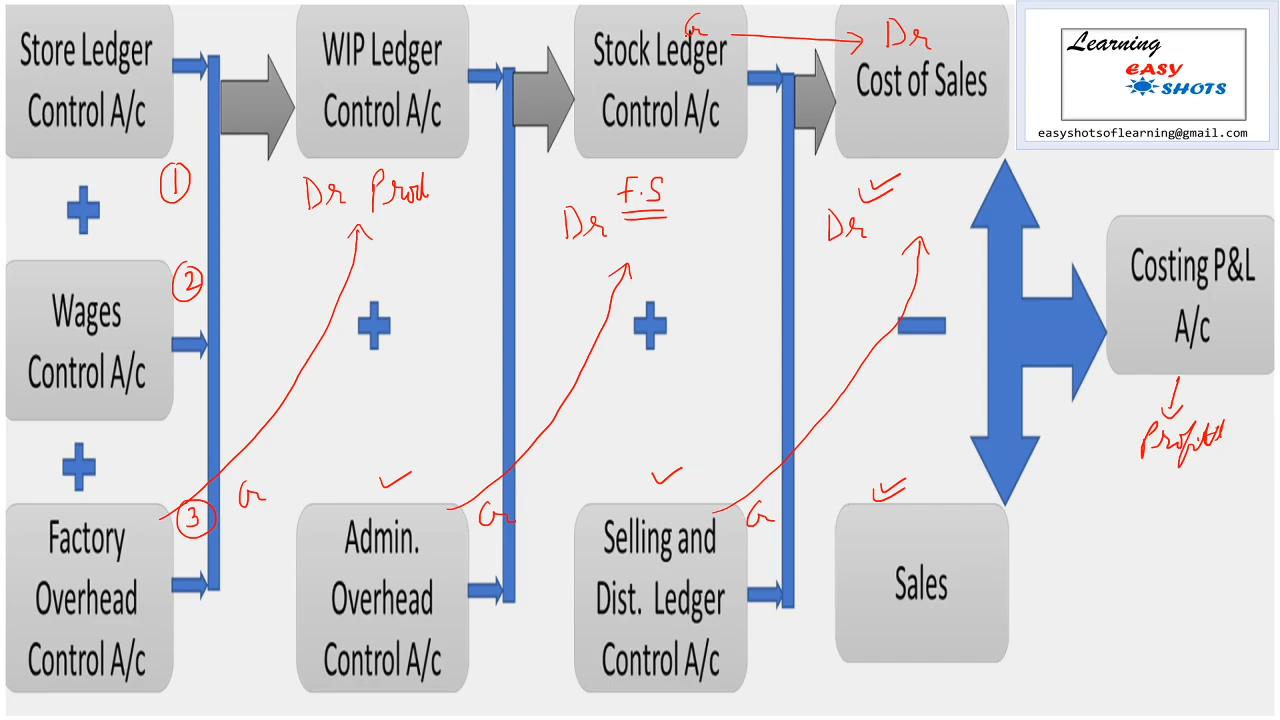 Store Ledger
Control A/c
WIP Ledger
Control A/c
Stock Ledger
Control A/c
Cr
Dr
Cost of Sales
Learning
EASY
SHOTS
easyshotsoflearning@gmail.com
1
Dr Prod
F.S
Dr
Dr
2
Wages
Control A/c
Costing P&L
A/c
Profit
3
Cr
Cr
Cr
Factory
Overhead
Control A/c
Admin.
Overhead
Control A/c
Selling and
Dist. Ledger
Control A/c
Sales